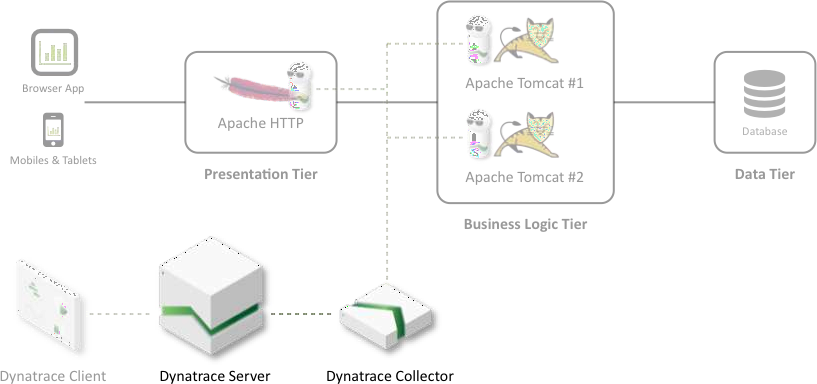 Browser App
Mobiles & Tablets
Apache HTTP
Presentation Tier
Apache Tomcat #1
Apache Tomcat #2
Business Logic Tier
Database
Data Tier
Dynatrace Client
Dynatrace Server
Dynatrace Collector